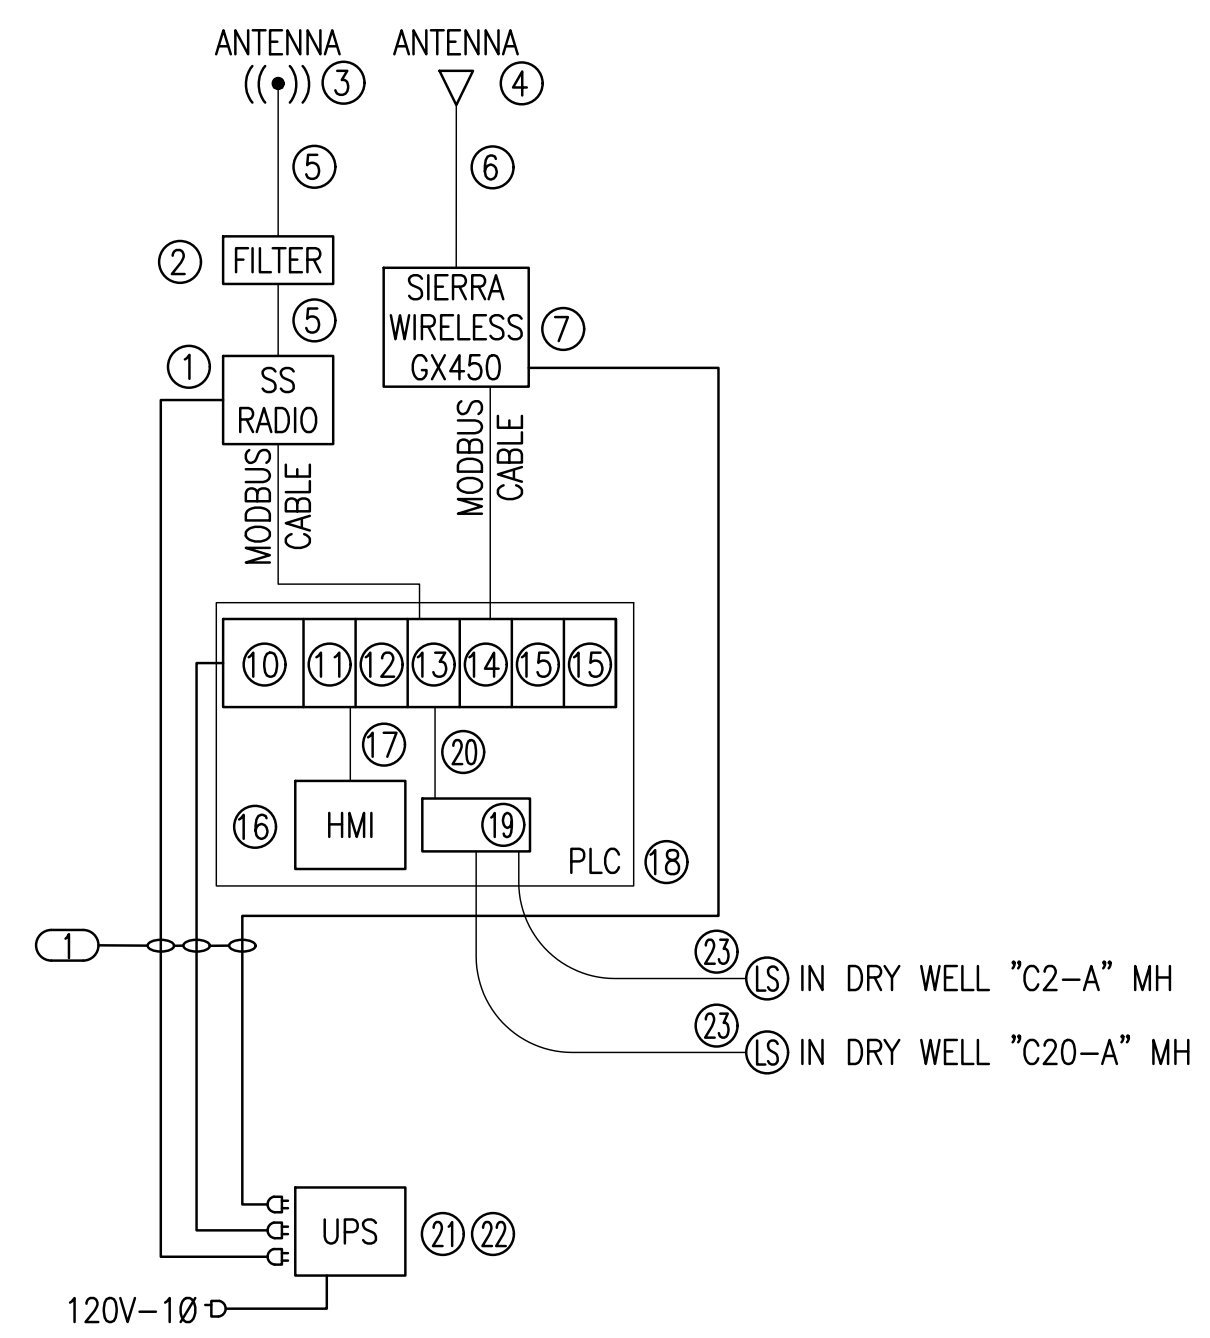 ANTENNA
ANTENNA
3
4
5
6
2
FILTER
5
SIERRA
WIRELESS
GX450
7
1
SS
RADIO
MODBUS
CABLE
MODBUS
CABLE
10 11 12 13 14 15 15
17
20
16
HMI
19
PLC
18
1
23
LS IN DRY WELL "C2-A" MH
23
LS IN DRY WELL "C20-A" MH
UPS
21 22
120V-1Ø